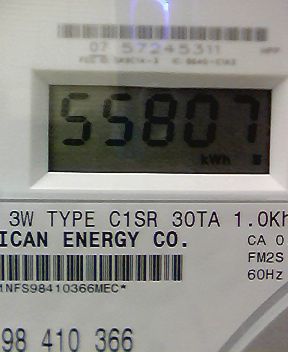 07 57245311
55807
kWh
3W TYPE C1SR 30TA 1.0Kh
ICAN ENERGY CO.
CA 0
FM2S
60Hz
1NFS98410366MEC*
98 410 366